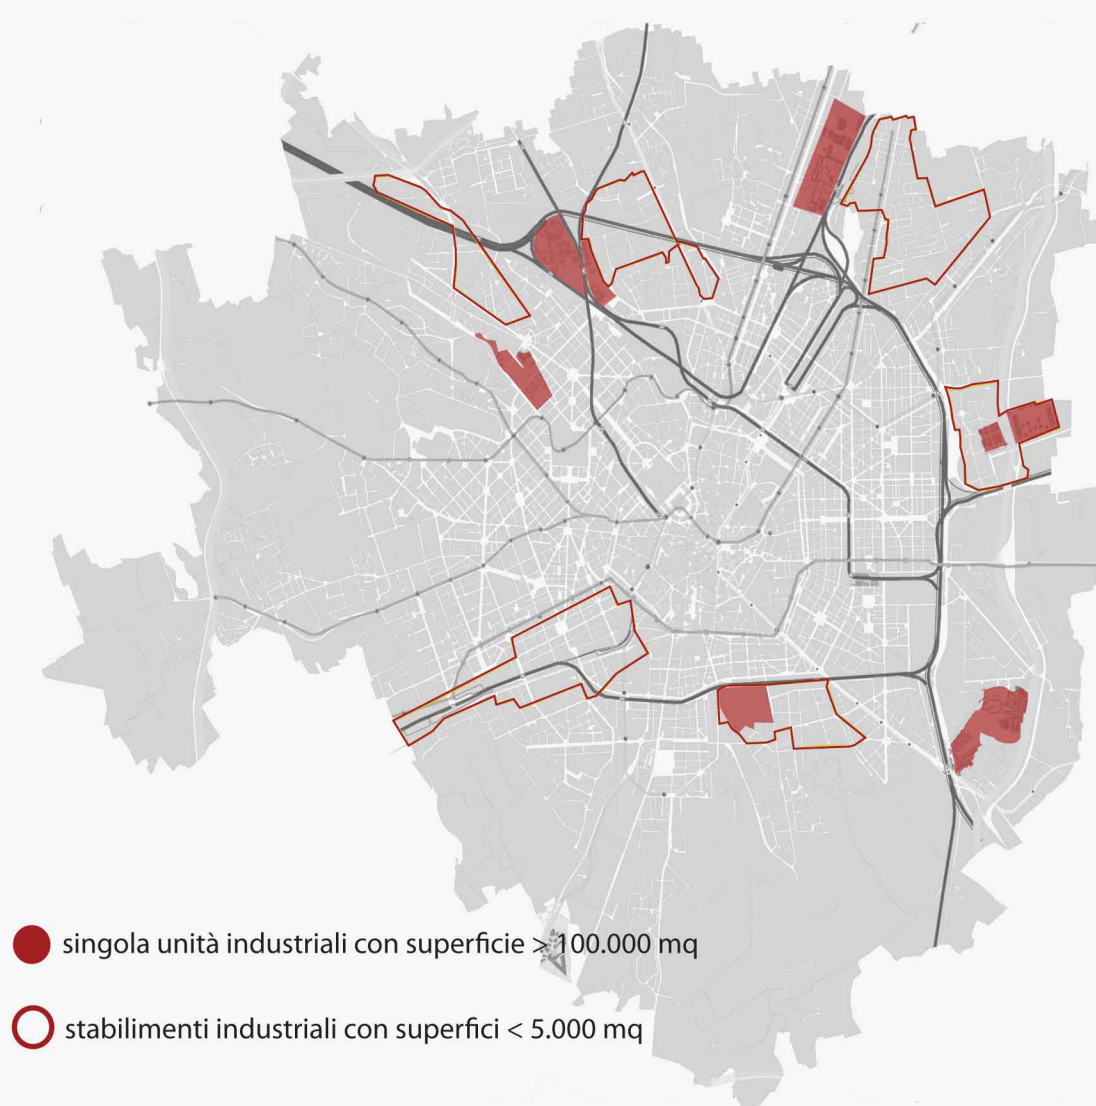 singola unità industriali con superficie > 100.000 mq
stabilimenti industriali con superfici < 5.000 mq